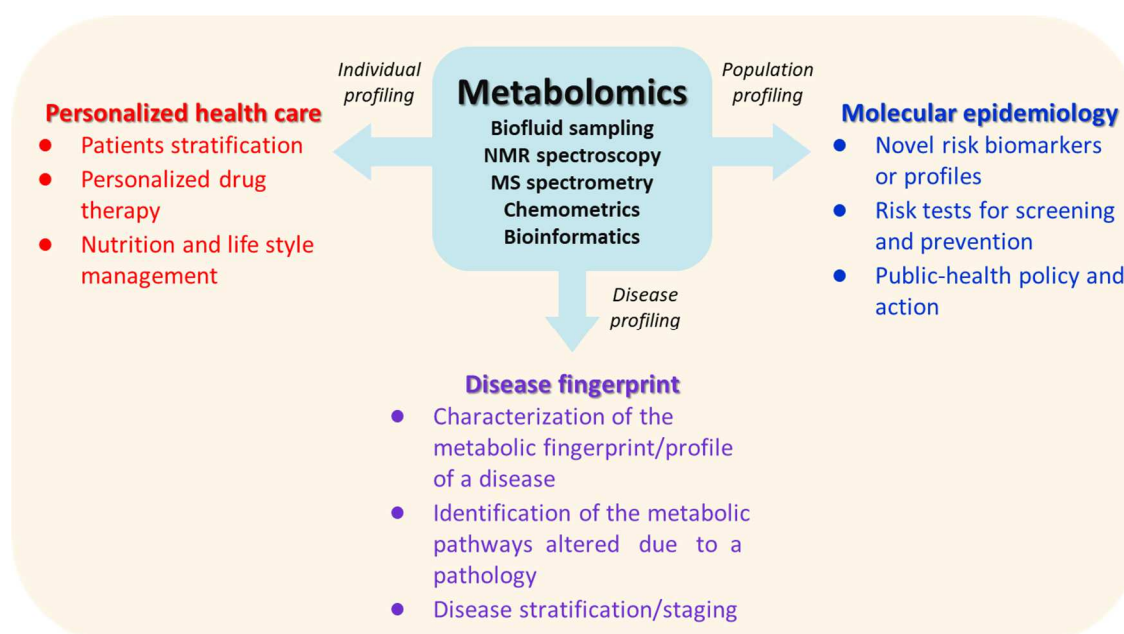 Individual
profiling
Metabolomics
Biofluid sampling
NMR spectroscopy
MS spectrometry
Chemometrics
Bioinformatics
Population
profiling
Personalized health care
● Patients stratification
● Personalized drug
therapy
● Nutrition and life style
management
Molecular epidemiology
● Novel risk biomarkers
or profiles
● Risk tests for screening
and prevention
● Public-health policy and
action
Disease
profiling
Disease fingerprint
● Characterization of the
metabolic fingerprint/profile
of a disease
● Identification of the metabolic
pathways altered due to a
pathology
● Disease stratification/staging